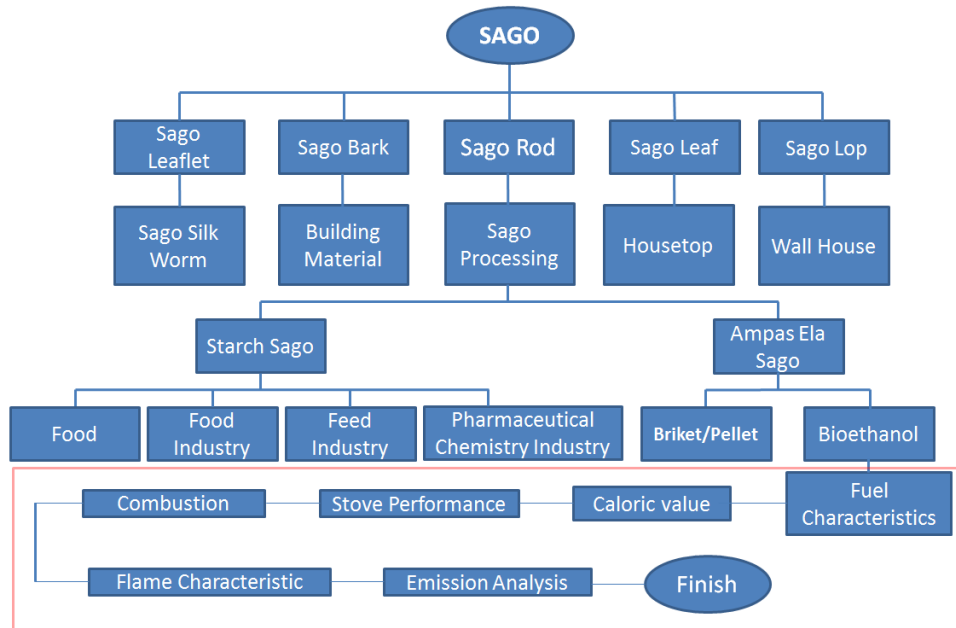 SAGO
Sago
Leaflet
Sago Bark
Sago Rod
Sago Leaf
Sago Lop
Sago Silk
Worm
Building
Material
Sago
Processing
Housetop
Wall House
Starch Sago
Ampas Ela
Sago
Food
Food
Industry
Feed
Industry
Pharmaceutical
Chemistry Industry
Briket/Pellet
Bioethanol
Fuel
Characteristics
Caloric value
Stove Performance
Combustion
Flame Characteristic
Emission Analysis
Finish